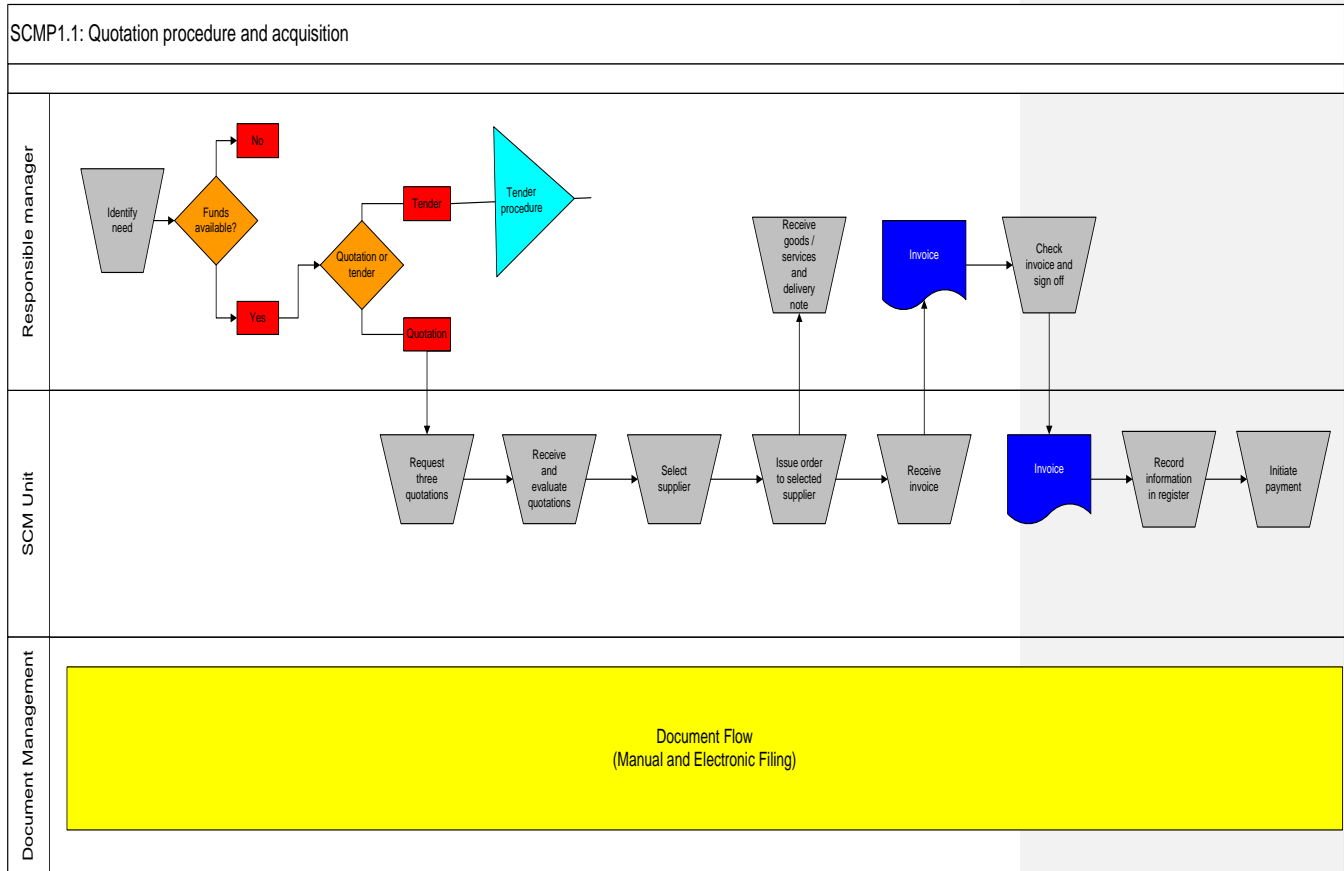 SCMP1.1: Quotation procedure and acquisition
Responsible manager
Identify
need
Funds
available?
No
Yes
Quotation or
tender
Tender
Quotation
Tender
procedure
Receive
goods /
services
and
delivery
note
Invoice
Check
invoice and
sign off
SCM Unit
Request
three
quotations
Receive
and
evaluate
quotations
Select
supplier
Issue order
to selected
supplier
Receive
invoice
Invoice
Record
information
in register
Initiate
payment
Document Management
Document Flow
(Manual and Electronic Filing)